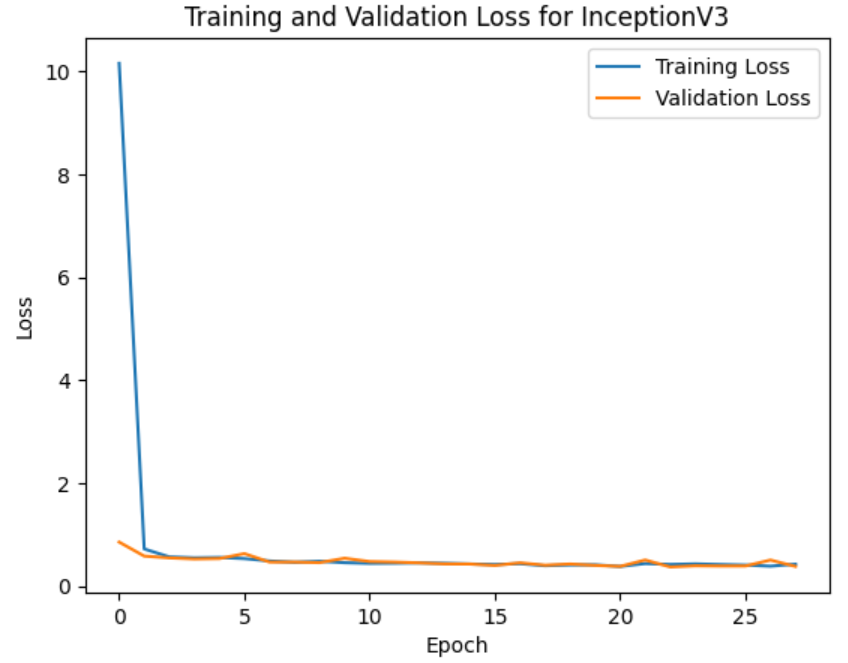 Training and Validation Loss for InceptionV3
Training Loss
Validation Loss
10
8
6
4
2
0
Loss
0 5 10 15 20 25
Epoch